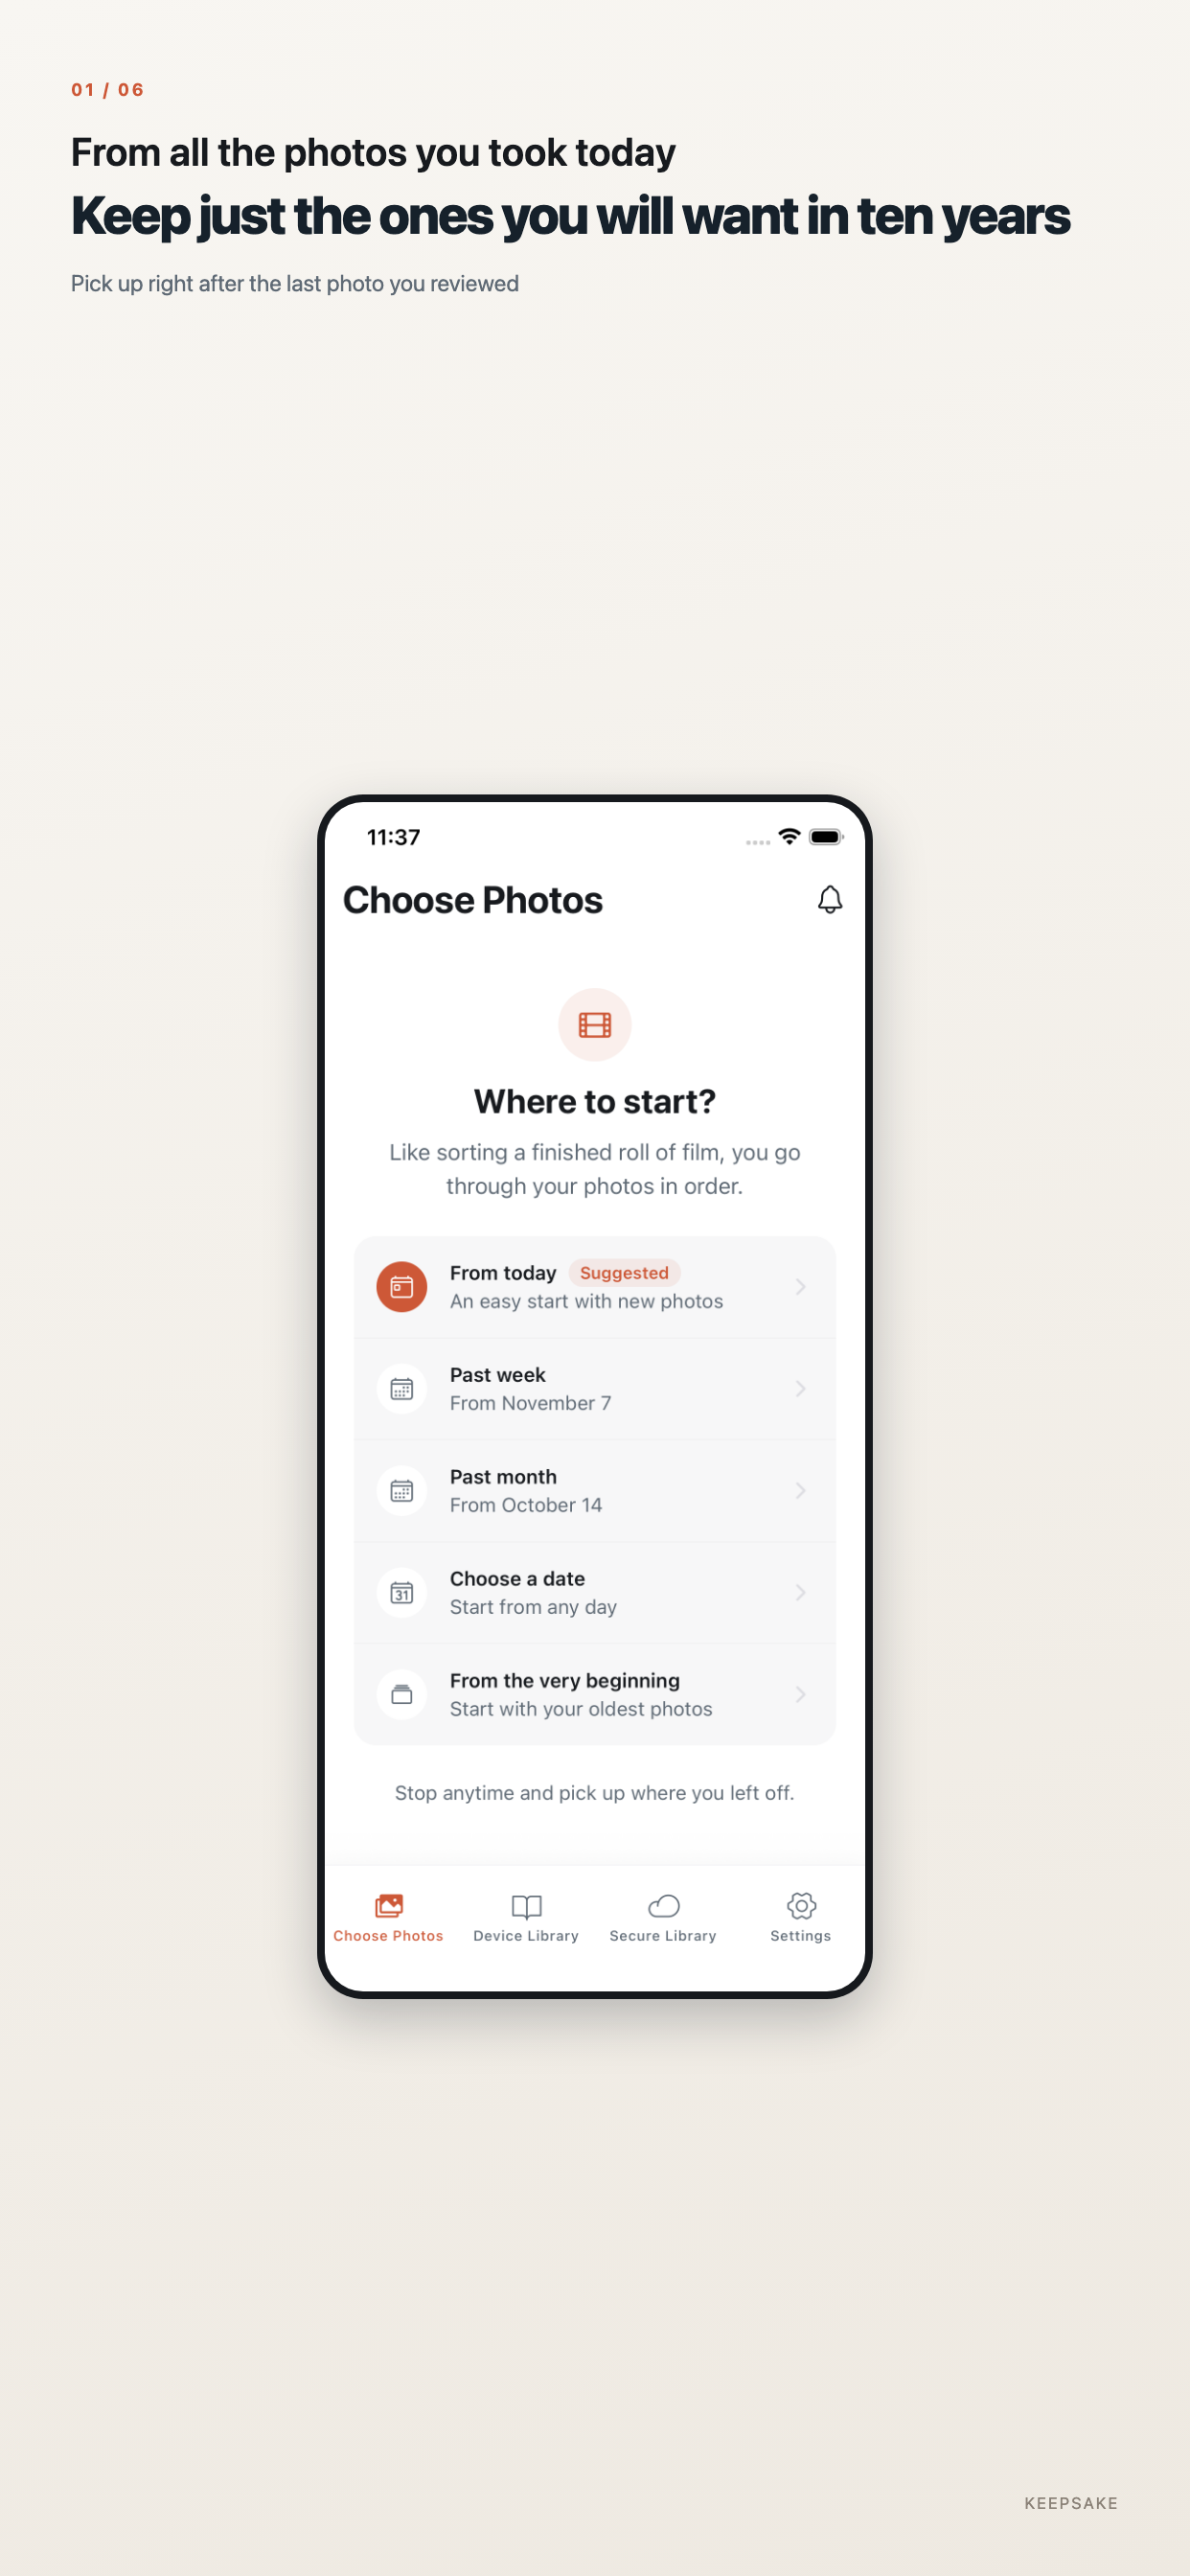 01 / 06
From all the photos you took today
Keep just the ones you will want in ten years
Pick up right after the last photo you reviewed
11:37
Choose Photos
Where to start?
Like sorting a finished roll of film, you go
through your photos in order.
From today Suggested
An easy start with new photos
Past week
From November 7
Past month
From October 14
31
Choose a date
Start from any day
From the very beginning
Start with your oldest photos
Stop anytime and pick up where you left off.
Choose Photos Device Library Secure Library Settings
KEEPSAKE